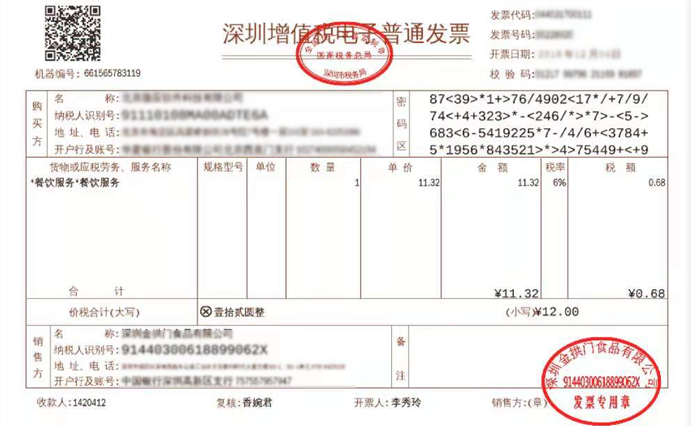 深圳增值税电子普通发票
国家税务总局
深圳市税务局
发票代码:
发票号码:
开票日期:
校 验 码:
机器编号: 661565783119
购买方
名 称:
纳税人识别号:
地 址、电 话:
开户行及账号:
密码区
87<39>*1+>76/4902<17*/+7/9/
74<+4+323>*-<246/*>*7>-<5->
683<6-5419225*7-/4/6+<3784+
5*1956*843521>*>4>75449+<+9
货物或应税劳务、服务名称 规格型号 单位 数 量 单 价 金 额 税率 税 额
*餐饮服务*餐饮服务 1 11.32 11.32 6% 0.68
合 计 ¥11.32 ¥0.68
价税合计(大写) ⊗壹拾贰圆整 (小写)¥12.00
销售方
名 称:深圳金拱门食品有限公司
纳税人识别号:91440300618899062X
地 址、电 话:
开户行及账号:中国银行深圳高新区支行 757557957947
备注
深圳金拱门食品有限公司
91440300618899062X
发票专用章
收款人:1420412 复核:香婉君 开票人:李秀玲 销售方:(章)